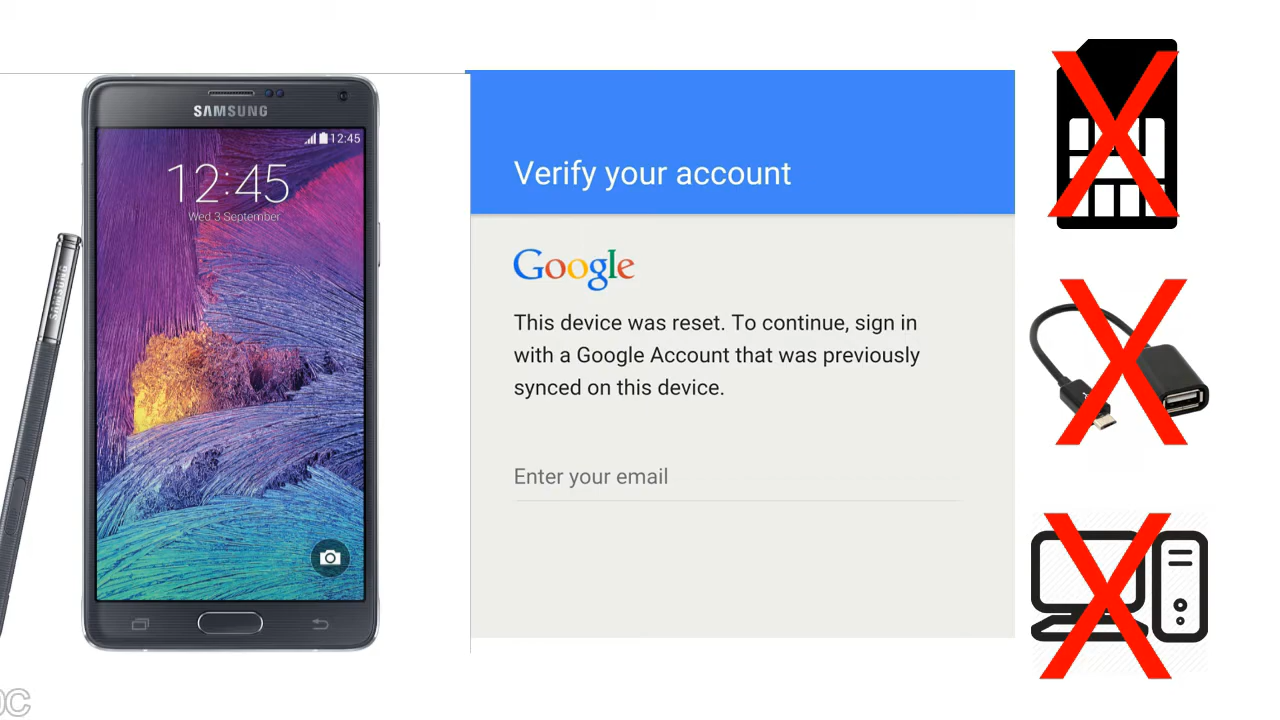 SAMSUNG
12:45
12:45
Wed 3 September
SAMSUNG
Verify your account
Google
This device was reset. To continue, sign in
with a Google Account that was previously
synced on this device.
Enter your email